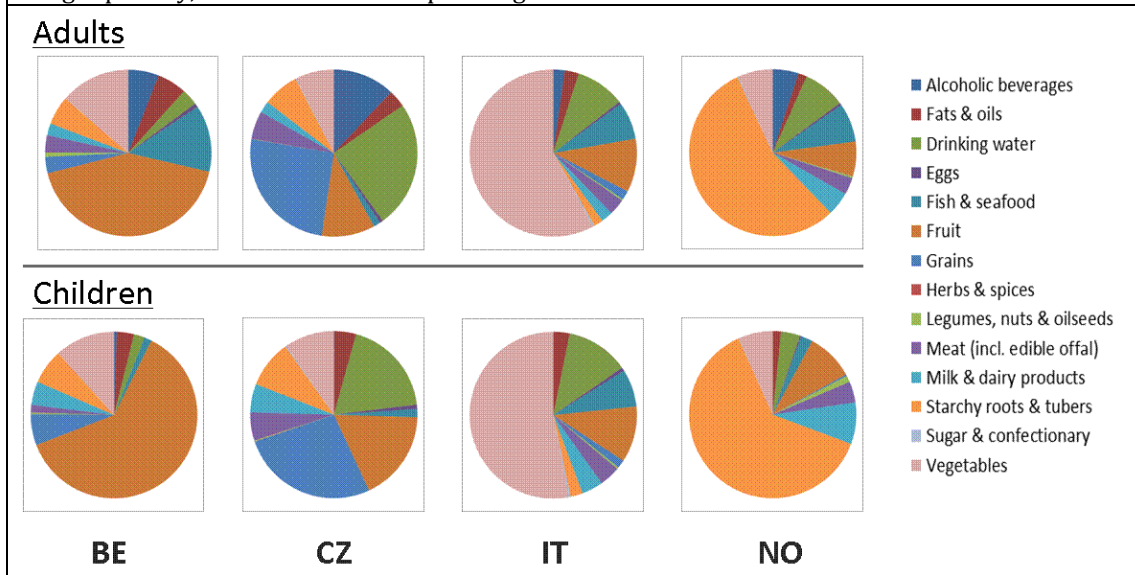 Adults
Children
Alcoholic beverages
Fats & oils
Drinking water
Eggs
Fish & seafood
Fruit
Grains
Herbs & spices
Legumes, nuts & oilseeds
Meat (incl. edible offal)
Milk & dairy products
Starchy roots & tubers
Sugar & confectionary
Vegetables
BE CZ IT NO